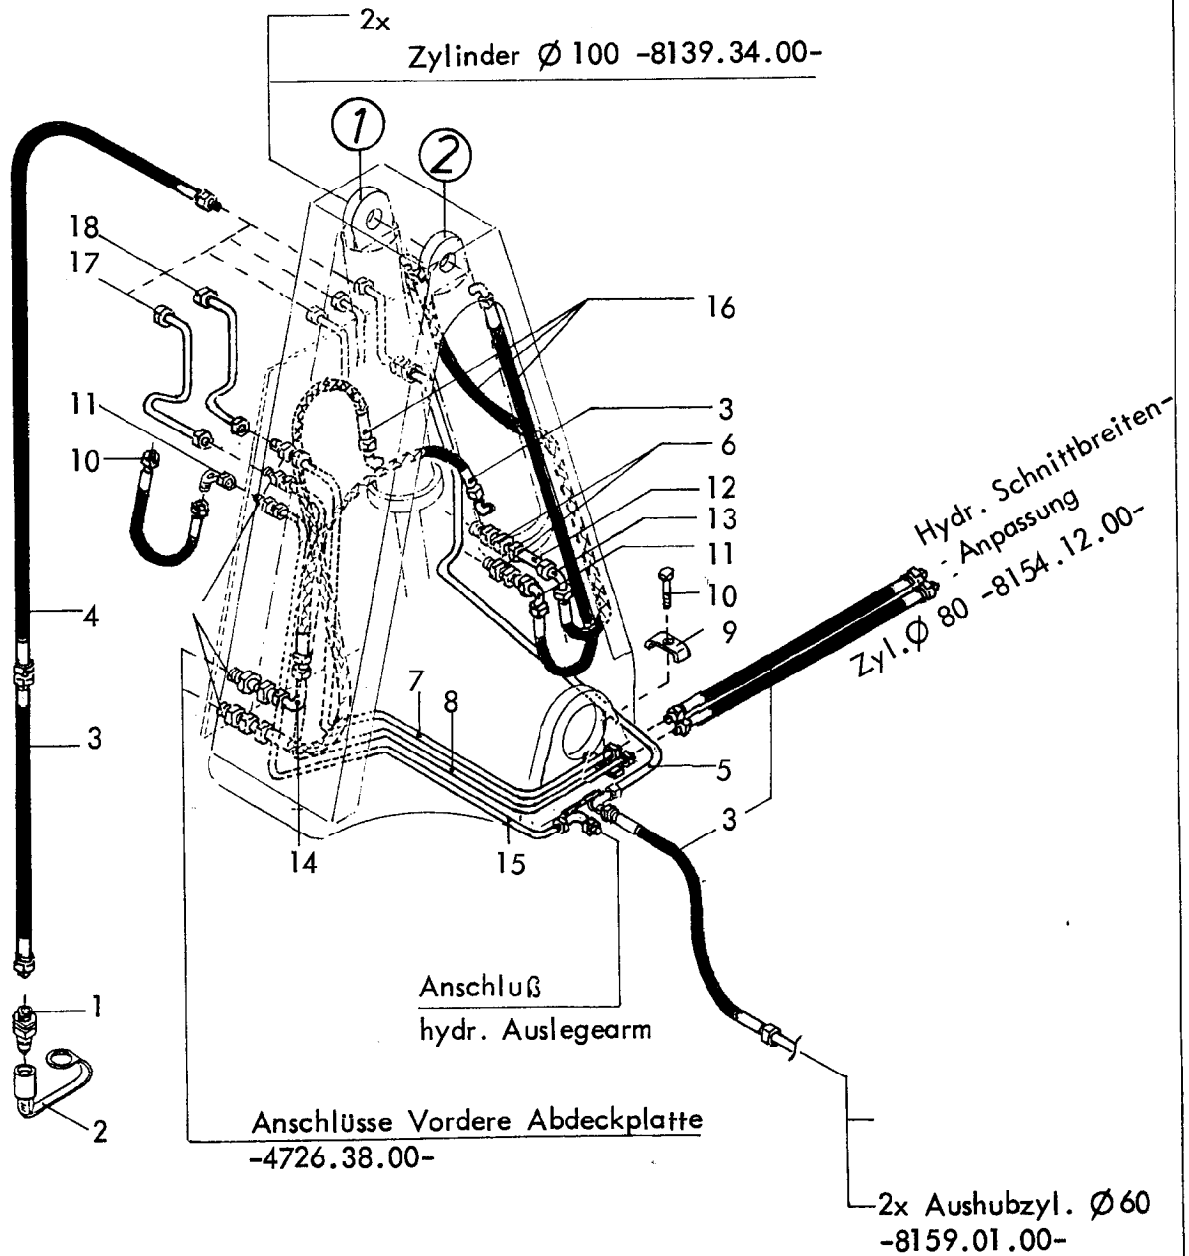 2x
Zylinder Ø 100 -8139.34.00-
1
2
18
17
16
11
3
6
10
12
13
11
10
9
Hydr. Schnittbreiten-
Anpassung
Zyl.Ø 80 -8154.12.00-
4
7
8
3
5
3
14
15
Anschluß
hydr. Auslegearm
1
2
Anschlüsse Vordere Abdeckplatte
-4726.38.00-
2x Aushubzyl. Ø 60
-8159.01.00-